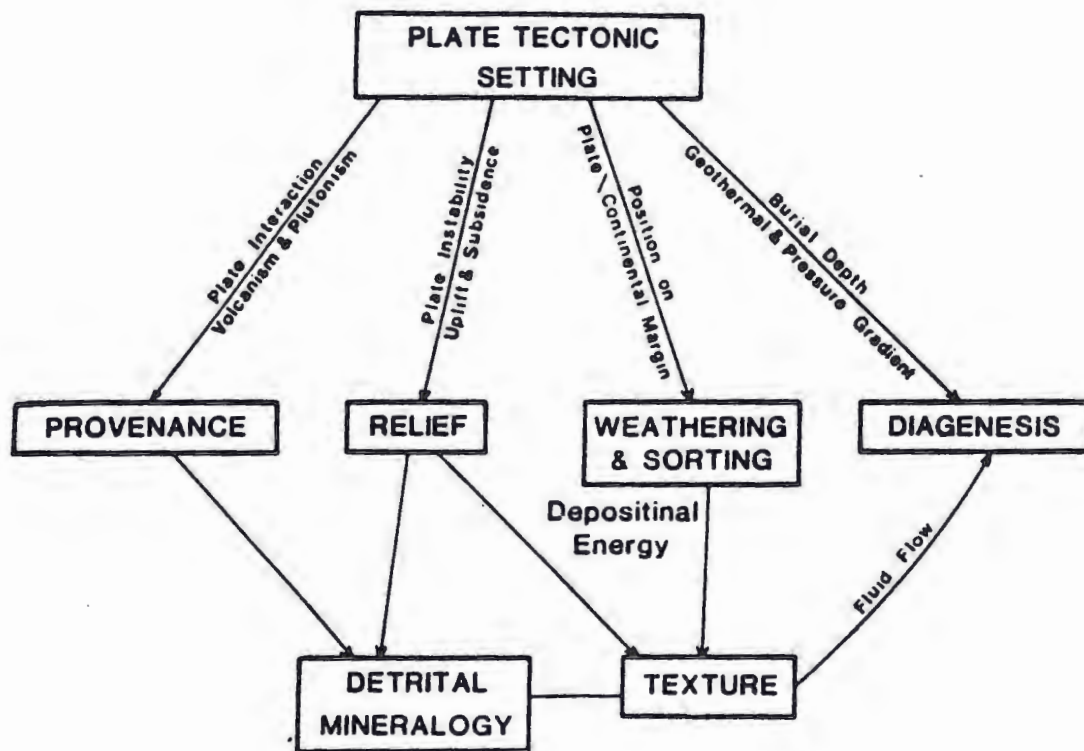 PLATE TECTONIC
SETTING
Plate Interaction
Volcanism & Plutonism
Plate Instability
Uplift & Subsidence
Position on
Plate\Continental Margin
Burial Depth
Geothermal & Pressure Gradient
PROVENANCE
RELIEF
WEATHERING
& SORTING
DIAGENESIS
Depositinal
Energy
Fluid Flow
DETRITAL
MINERALOGY
TEXTURE